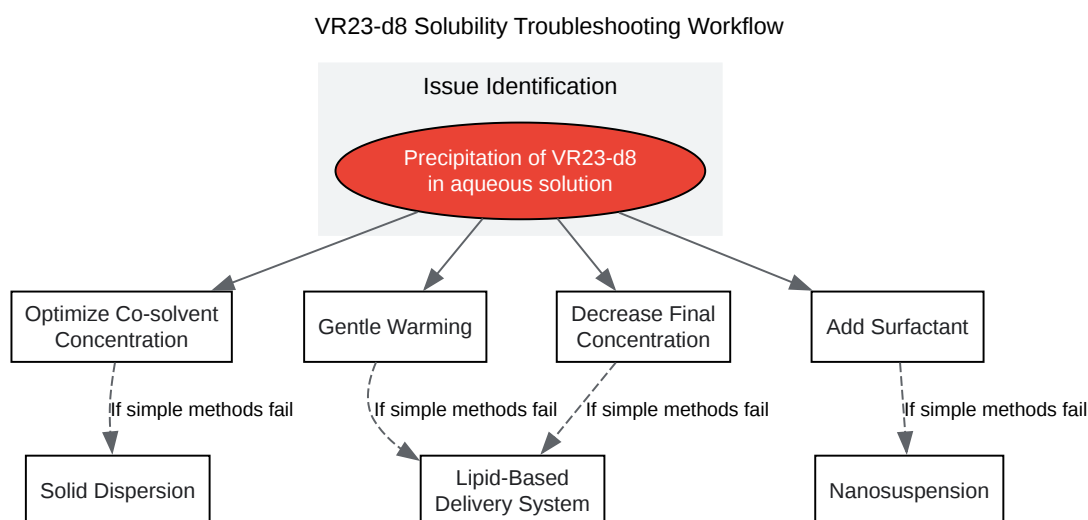 VR23-d8 Solubility Troubleshooting Workflow
Issue Identification
Precipitation of VR23-d8
in aqueous solution
Optimize Co-solvent
Concentration
Gentle Warming
Decrease Final
Concentration
Add Surfactant
If simple methods fail
If simple methods fail
If simple methods fail
If simple methods fail
Solid Dispersion
Lipid-Based
Delivery System
Nanosuspension